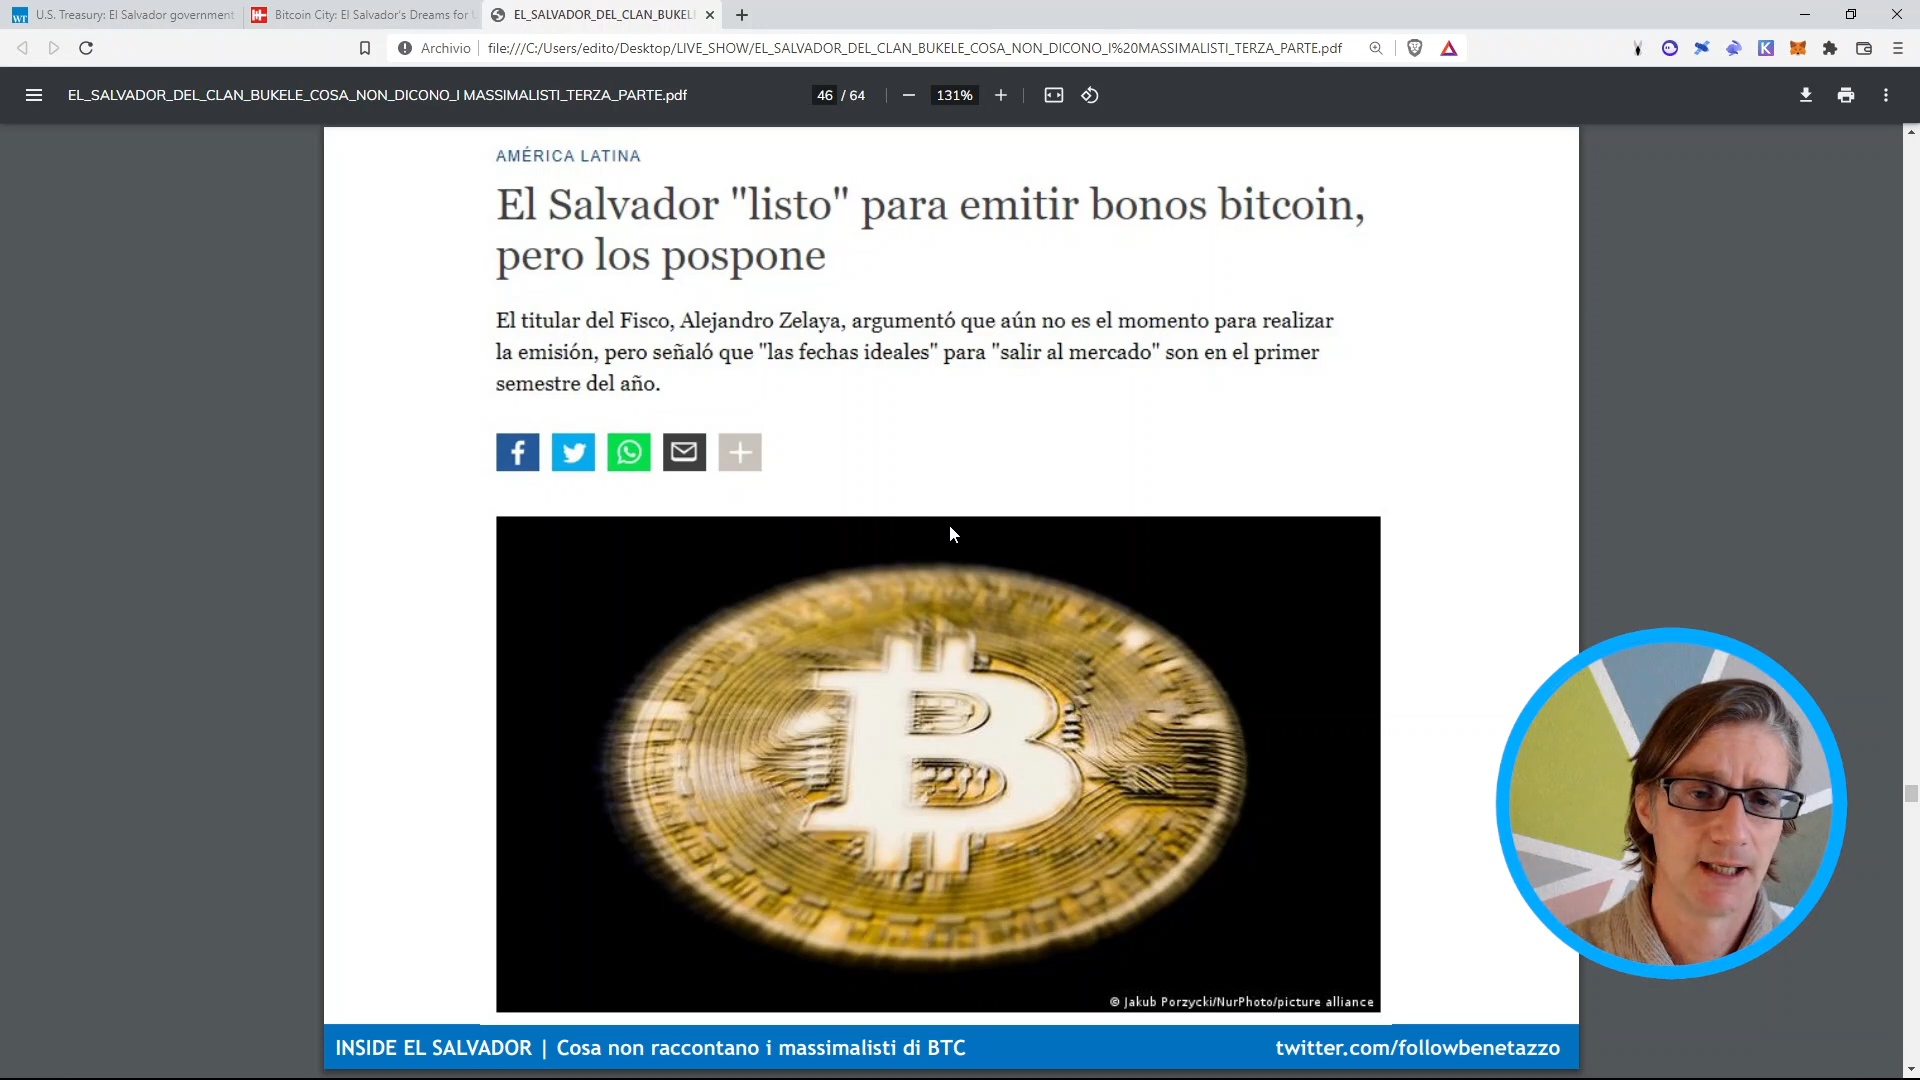 U.S. Treasury: El Salvador government
Bitcoin City: El Salvador's Dreams for
EL_SALVADOR_DEL_CLAN_BUKEL
Archivio
file:///C:/Users/edito/Desktop/LIVE_SHOW/EL_SALVADOR_DEL_CLAN_BUKELE_COSA_NON_DICONO_I%20MASSIMALISTI_TERZA_PARTE.pdf
EL_SALVADOR_DEL_CLAN_BUKELE_COSA_NON_DICONO_I MASSIMALISTI_TERZA_PARTE.pdf
46 / 64
131%
AMÉRICA LATINA
El Salvador "listo" para emitir bonos bitcoin,
pero los pospone
El titular del Fisco, Alejandro Zelaya, argumentó que aún no es el momento para realizar
la emisión, pero señaló que "las fechas ideales" para "salir al mercado" son en el primer
semestre del año.
© Jakub Porzycki/NurPhoto/picture alliance
INSIDE EL SALVADOR | Cosa non raccontano i massimalisti di BTC
twitter.com/followbenetazzo